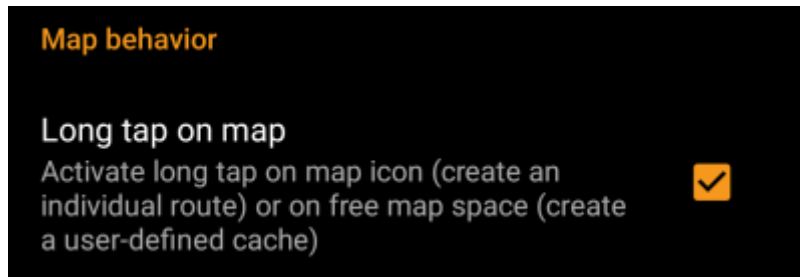 Map behavior
Long tap on map
Activate long tap on map icon (create an
individual route) or on free map space (create
a user-defined cache)